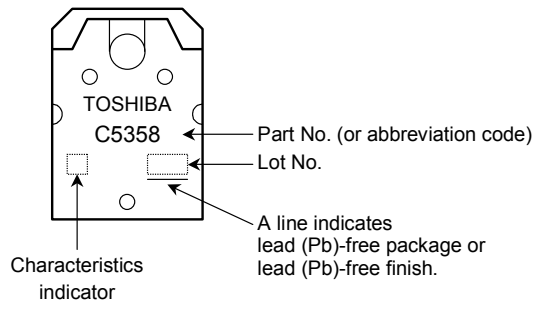 TOSHIBA
C5358
Part No. (or abbreviation code)
Lot No.
A line indicates
lead (Pb)-free package or
lead (Pb)-free finish.
Characteristics
indicator